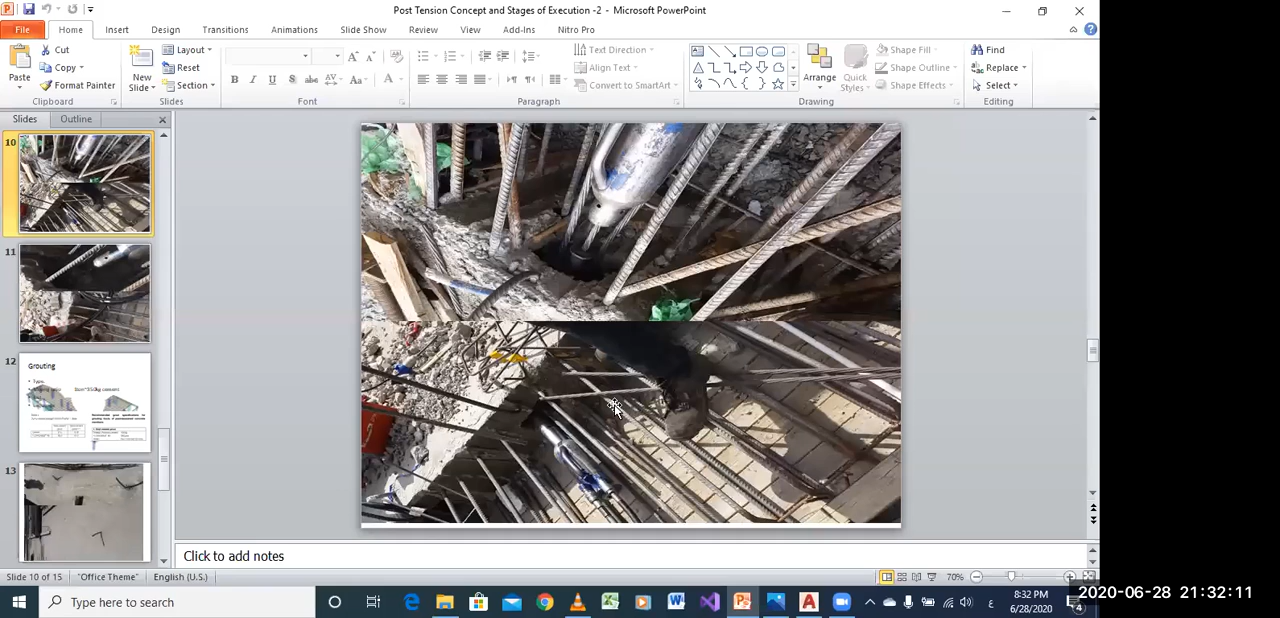 Post Tension Concept and Stages of Execution -2 - Microsoft PowerPoint
File Home Insert Design Transitions Animations Slide Show Review View Add-Ins Nitro Pro
Paste
Cut
Copy
Format Painter
Clipboard
New Slide
Layout
Reset
Section
Slides
B I U S abc AV Aa A
Font
Text Direction
Align Text
Convert to SmartArt
Paragraph
Arrange
Quick Styles
Shape Fill
Shape Outline
Shape Effects
Drawing
Find
Replace
Select
Editing
Slides Outline
10
11
12
Grouting
13
Click to add notes
Slide 10 of 15 "Office Theme" English (U.S.) 70%
Type here to search
ع
8:32 PM
6/28/2020
4
2020-06-28 21:32:11